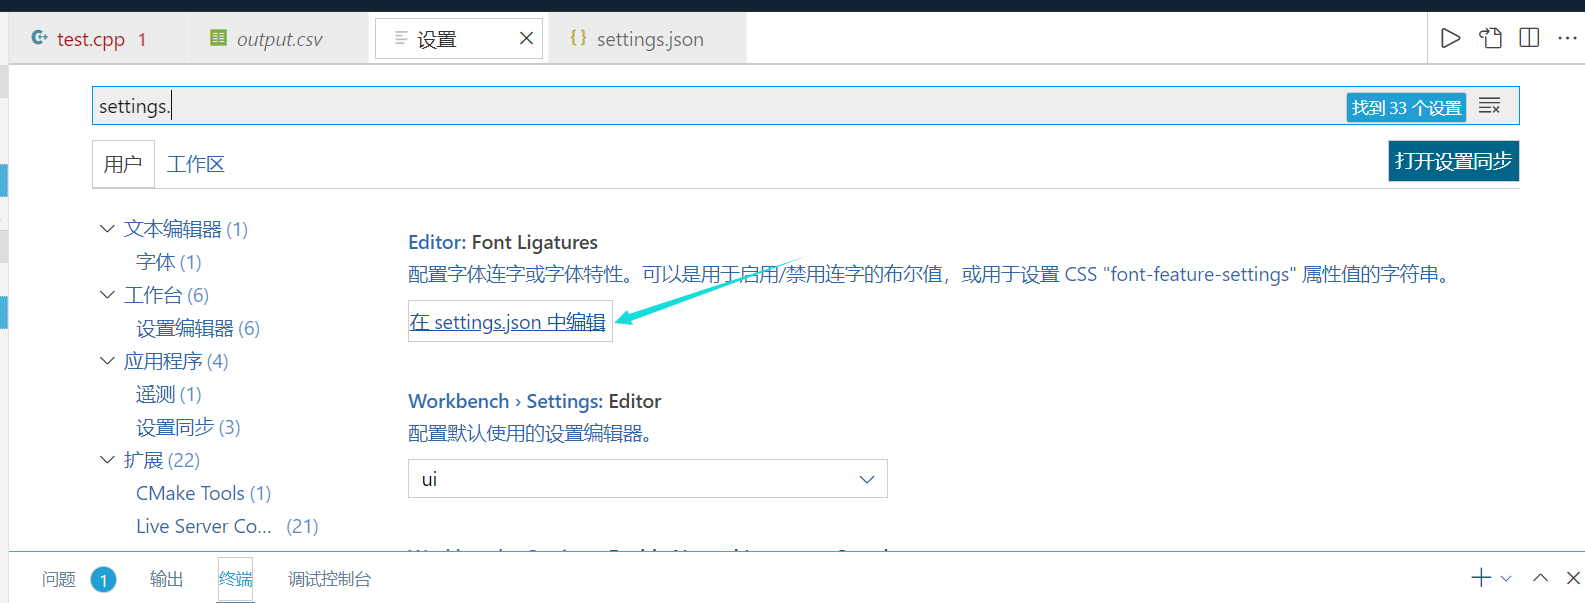 test.cpp 1 output.csv 设置 settings.json
settings.
找到 33 个设置
用户 工作区 打开设置同步
文本编辑器 (1)
字体 (1)
工作台 (6)
设置编辑器 (6)
应用程序 (4)
遥测 (1)
设置同步 (3)
扩展 (22)
CMake Tools (1)
Live Server Co... (21)
Editor: Font Ligatures
配置字体连字或字体特性。可以是用于启用/禁用连字的布尔值，或用于设置 CSS "font-feature-settings" 属性值的字符串。
在 settings.json 中编辑
Workbench › Settings: Editor
配置默认使用的设置编辑器。
ui
问题 1 输出 终端 调试控制台